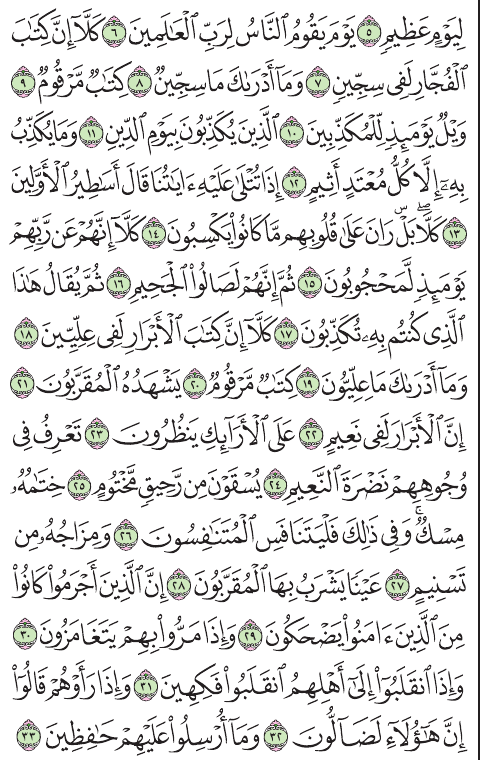 لِيَوْمٍ عَظِيمٍ ٥ يَوْمَ يَقُومُ ٱلنَّاسُ لِرَبِّ ٱلْعَٰلَمِينَ ٦ كَلَّآ إِنَّ كِتَٰبَ
ٱلْفُجَّارِ لَفِى سِجِّينٍ ٧ وَمَآ أَدْرَىٰكَ مَا سِجِّينٌ ٨ كِتَٰبٌ مَّرْقُومٌ ٩
وَيْلٌ يَوْمَئِذٍ لِّلْمُكَذِّبِينَ ١٠ ٱلَّذِينَ يُكَذِّبُونَ بِيَوْمِ ٱلدِّينِ ١١ وَمَا يُكَذِّبُ
بِهِۦٓ إِلَّا كُلُّ مُعْتَدٍ أَثِيمٍ ١٢ إِذَا تُتْلَىٰ عَلَيْهِ ءَايَٰتُنَا قَالَ أَسَٰطِيرُ ٱلْأَوَّلِينَ
١٣ كَلَّا ۖ بَلْ ۜ رَانَ عَلَىٰ قُلُوبِهِم مَّا كَانُوا۟ يَكْسِبُونَ ١٤ كَلَّآ إِنَّهُمْ عَن رَّبِّهِمْ
يَوْمَئِذٍ لَّمَحْجُوبُونَ ١٥ ثُمَّ إِنَّهُمْ لَصَالُوا۟ ٱلْجَحِيمِ ١٦ ثُمَّ يُقَالُ هَٰذَا
ٱلَّذِى كُنتُم بِهِۦ تُكَذِّبُونَ ١٧ كَلَّآ إِنَّ كِتَٰبَ ٱلْأَبْرَارِ لَفِى عِلِّيِّينَ ١٨
وَمَآ أَدْرَىٰكَ مَا عِلِّيُّونَ ١٩ كِتَٰبٌ مَّرْقُومٌ ٢٠ يَشْهَدُهُ ٱلْمُقَرَّبُونَ ٢١
إِنَّ ٱلْأَبْرَارَ لَفِى نَعِيمٍ ٢٢ عَلَى ٱلْأَرَآئِكِ يَنظُرُونَ ٢٣ تَعْرِفُ فِى
وُجُوهِهِمْ نَضْرَةَ ٱلنَّعِيمِ ٢٤ يُسْقَوْنَ مِن رَّحِيقٍ مَّخْتُومٍ ٢٥ خِتَٰمُهُۥ
مِسْكٌ ۚ وَفِى ذَٰلِكَ فَلْيَتَنَافَسِ ٱلْمُتَنَٰفِسُونَ ٢٦ وَمِزَاجُهُۥ مِن
تَسْنِيمٍ ٢٧ عَيْنًا يَشْرَبُ بِهَا ٱلْمُقَرَّبُونَ ٢٨ إِنَّ ٱلَّذِينَ أَجْرَمُوا۟ كَانُوا۟
مِنَ ٱلَّذِينَ ءَامَنُوا۟ يَضْحَكُونَ ٢٩ وَإِذَا مَرُّوا۟ بِهِمْ يَتَغَامَزُونَ ٣٠
وَإِذَا ٱنقَلَبُوٓا۟ إِلَىٰٓ أَهْلِهِمُ ٱنقَلَبُوا۟ فَكِهِينَ ٣١ وَإِذَا رَأَوْهُمْ قَالُوٓا۟
إِنَّ هَٰٓؤُلَآءِ لَضَآلُّونَ ٣٢ وَمَآ أُرْسِلُوا۟ عَلَيْهِمْ حَٰفِظِينَ ٣٣